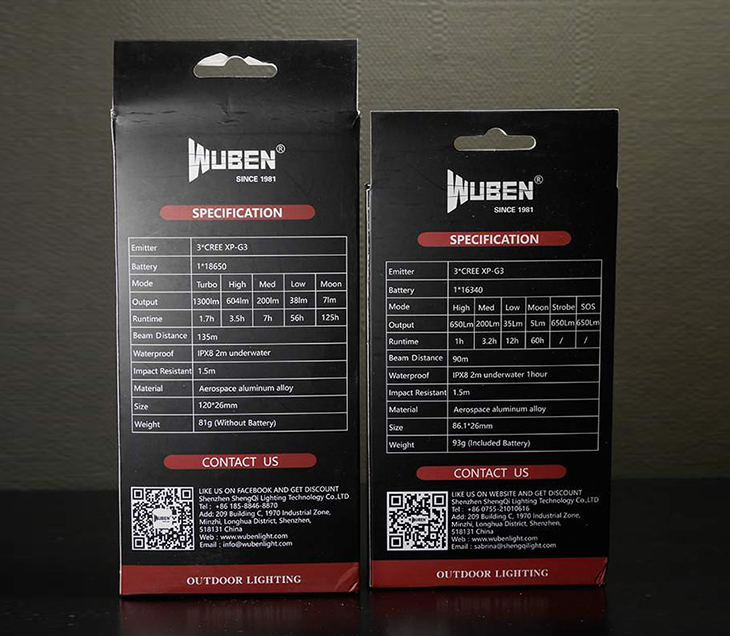 WUBEN®
SINCE 1981
SPECIFICATION
Emitter 3*CREE XP-G3
Battery 1*18650
Mode Turbo High Med Low Moon
Output 1300lm 604lm 200lm 38lm 7lm
Runtime 1.7h 3.5h 7h 56h 125h
Beam Distance 135m
Waterproof IPX8 2m underwater
Impact Resistant 1.5m
Material Aerospace aluminum alloy
Size 120*26mm
Weight 81g (Without Battery)
CONTACT US
LIKE US ON FACEBOOK AND GET DISCOUNT
Shenzhen ShengQi Lighting Technology Co.,LTD
Tel : +86 185-8846-8870
Add: 209 Building C, 1970 Industrial Zone,
Minzhi, Longhua District, Shenzhen,
518131 China
Web : www.wubenlight.com
Email : info@wubenlight.com
OUTDOOR LIGHTING
WUBEN®
SINCE 1981
SPECIFICATION
Emitter 3*CREE XP-G3
Battery 1*16340
Mode High Med Low Moon Strobe SOS
Output 650Lm 200Lm 35Lm 5Lm 650Lm 650Lm
Runtime 1h 3.2h 12h 60h / /
Beam Distance 90m
Waterproof IPX8 2m underwater 1hour
Impact Resistant 1.5m
Material Aerospace aluminum alloy
Size 86.1*26mm
Weight 93g (Included Battery)
CONTACT US
LIKE US ON WEBSITE AND GET DISCOUNT
Shenzhen ShengQi Lighting Technology Co.,LTD
Tel : +86 0755-21010616
Add: 209 Building C, 1970 Industrial Zone,
Minzhi, Longhua District, Shenzhen,
518131 China
Web : www.wubenlight.com
Email : sabrina@shengqilight.com
OUTDOOR LIGHTING